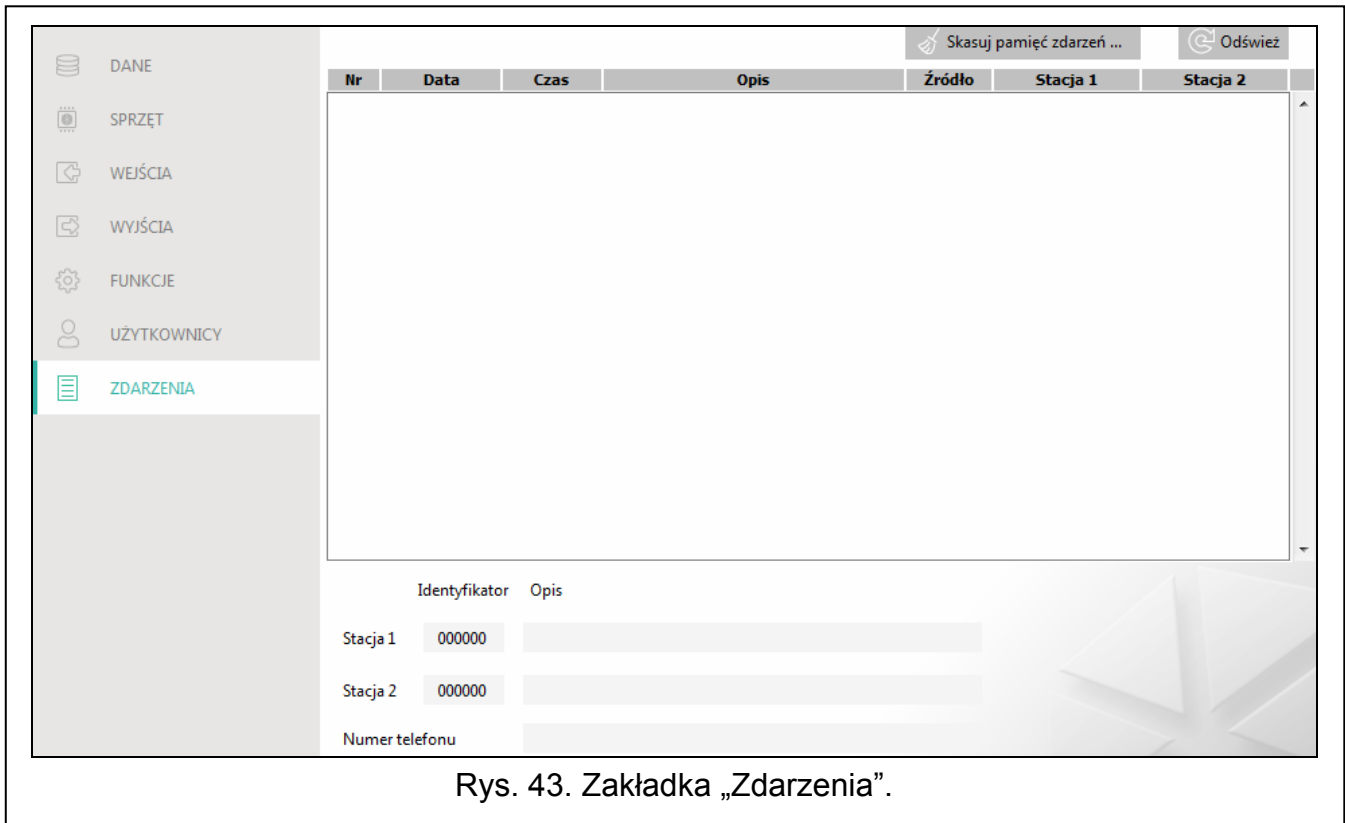 Skasuj pamięć zdarzeń ... Odśwież
DANE
Nr Data Czas Opis Źródło Stacja 1 Stacja 2
SPRZĘT
WEJŚCIA
WYJŚCIA
FUNKCJE
UŻYTKOWNICY
ZDARZENIA
Identyfikator Opis
Stacja 1 000000
Stacja 2 000000
Numer telefonu
Rys. 43. Zakładka „Zdarzenia”.